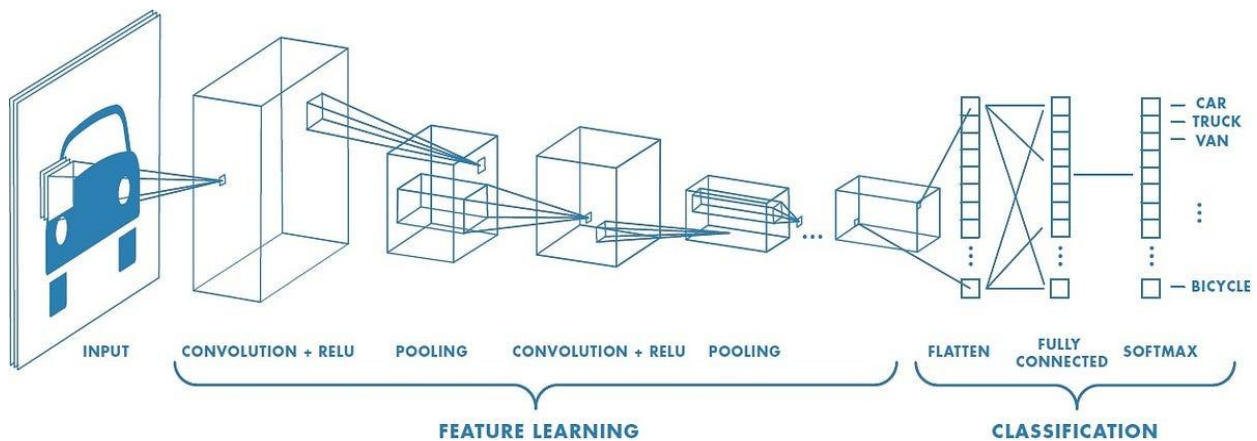 CAR
TRUCK
VAN
BICYCLE
INPUT
CONVOLUTION + RELU
POOLING
CONVOLUTION + RELU
POOLING
FLATTEN
FULLY
CONNECTED
SOFTMAX
FEATURE LEARNING
CLASSIFICATION